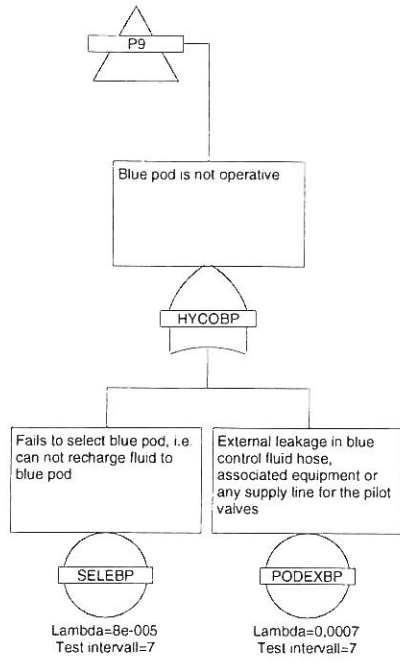 P9
Blue pod is not operative
HYCOBP
Fails to select blue pod, i.e.
can not recharge fluid to
blue pod
External leakage in blue
control fluid hose,
associated equipment or
any supply line for the pilot
valves
SELEBP
PODEXBP
Lambda=8e-005
Test intervall=7
Lambda=0,0007
Test intervall=7